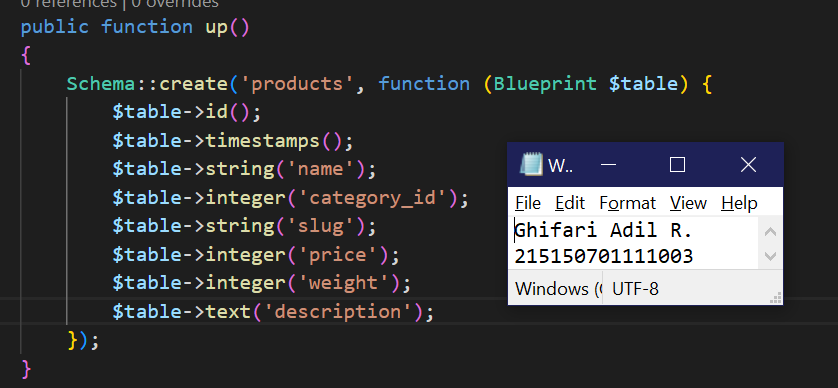 0 references | 0 overrides
public function up()
{
Schema::create('products', function (Blueprint $table) {
$table->id();
$table->timestamps();
$table->string('name');
$table->integer('category_id');
$table->string('slug');
$table->integer('price');
$table->integer('weight');
$table->text('description');
});
}
W..
File Edit Format View Help
Ghifari Adil R.
215150701111003
Windows (C UTF-8